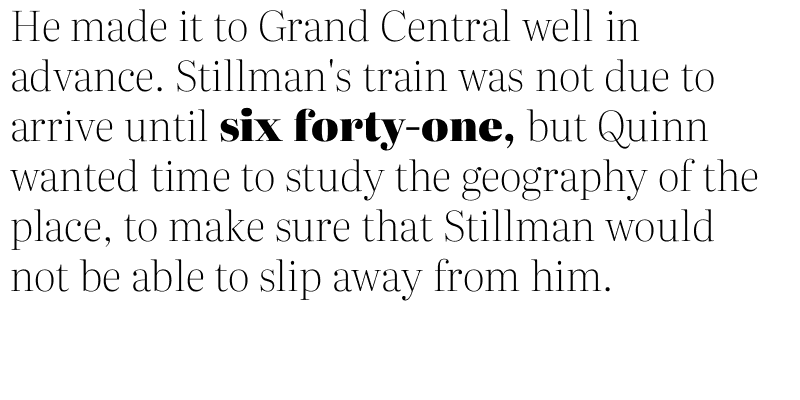 He made it to Grand Central well in
advance. Stillman's train was not due to
arrive until six forty-one, but Quinn
wanted time to study the geography of the
place, to make sure that Stillman would
not be able to slip away from him.